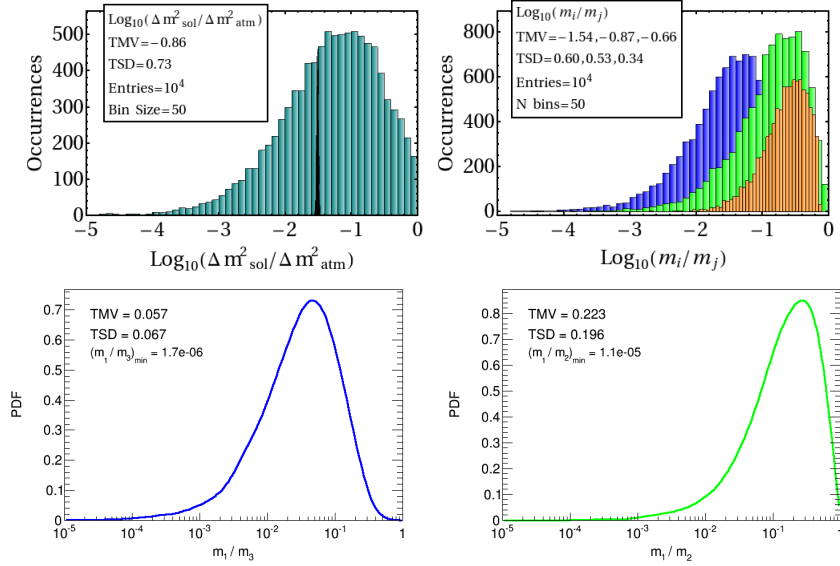 Log₁₀(Δm²sol/Δm²atm)
TMV=−0.86
TSD=0.73
Entries=10⁴
Bin Size=50
Occurrences
500
400
300
200
100
0
−5 −4 −3 −2 −1 0
Log₁₀(Δm²sol/Δm²atm)
Log₁₀(mᵢ/mⱼ)
TMV=−1.54,−0.87,−0.66
TSD=0.60,0.53,0.34
Entries=10⁴
N bins=50
Occurrences
800
600
400
200
0
−5 −4 −3 −2 −1 0
Log₁₀(mᵢ/mⱼ)
TMV = 0.057
TSD = 0.067
(m₁/m₃)min = 1.7e-06
PDF
0.7
0.6
0.5
0.4
0.3
0.2
0.1
0
10⁻⁵ 10⁻⁴ 10⁻³ 10⁻² 10⁻¹ 1
m₁ / m₃
TMV = 0.223
TSD = 0.196
(m₁/m₂)min = 1.1e-05
PDF
0.8
0.7
0.6
0.5
0.4
0.3
0.2
0.1
0
10⁻⁵ 10⁻⁴ 10⁻³ 10⁻² 10⁻¹ 1
m₁ / m₂